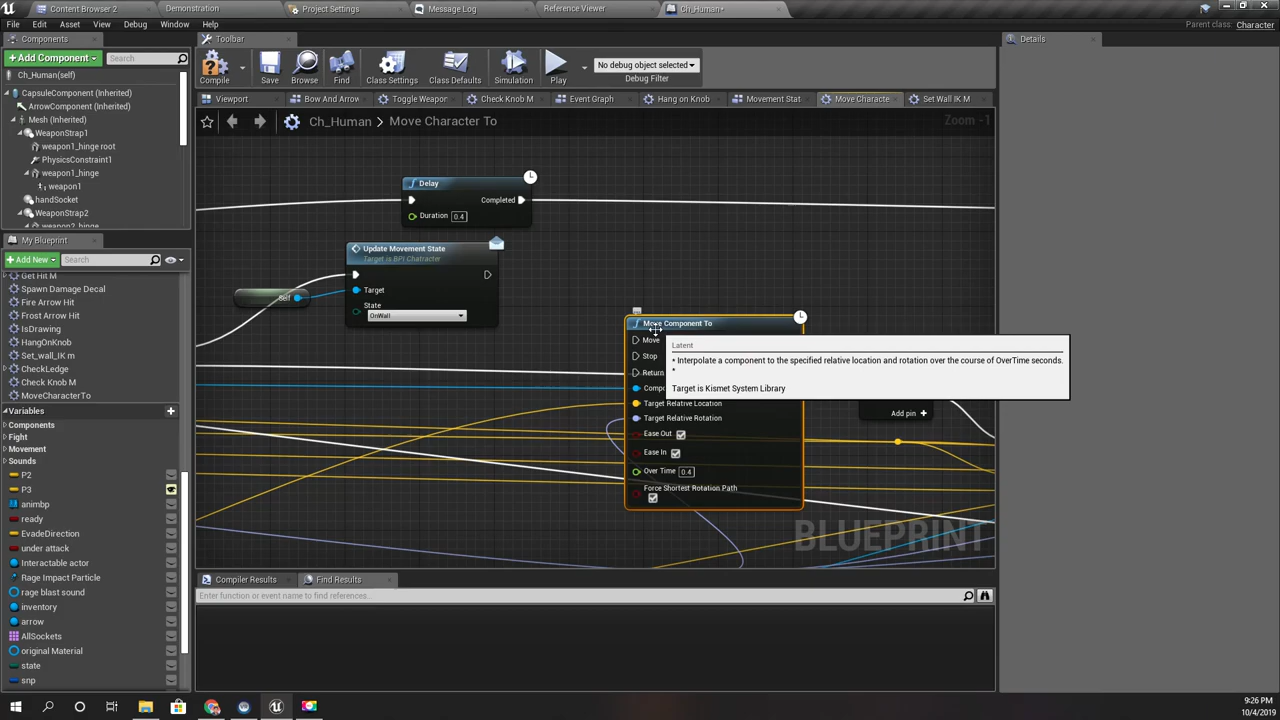 Content Browser 2
Demonstration
Project Settings
Message Log
Reference Viewer
Ch_Human*
File
Edit
Asset
View
Debug
Window
Help
Parent class: Character
Components
Toolbar
Details
Add Component
Search
Compile
Save
Browse
Find
Class Settings
Class Defaults
Simulation
Play
No debug object selected
Debug Filter
Ch_Human(self)
CapsuleComponent (Inherited)
ArrowComponent (Inherited)
Mesh (Inherited)
WeaponStrap1
weapon1_hinge root
PhysicsConstraint1
weapon1_hinge
weapon1
handSocket
WeaponStrap2
weapon2_hinge
Viewport
Bow And Arrow
Toggle Weapon
Check Knob M
Event Graph
Hang on Knob
Movement Stat
Move Characte
Set Wall IK M
Ch_Human > Move Character To
Zoom -1
My Blueprint
Add New
Search
Get Hit M
Spawn Damage Decal
Fire Arrow Hit
Frost Arrow Hit
IsDrawing
HangOnKnob
Set_wall_IK m
CheckLedge
Check Knob M
MoveCharacterTo
Variables
Components
Fight
Movement
Sounds
P2
P3
animbp
ready
EvadeDirection
under attack
Interactable actor
Rage Impact Particle
rage blast sound
inventory
arrow
AllSockets
original Material
state
snp
Delay
Completed
Duration 0.4
Update Movement State
Target is BPI Chatracter
Self
Target
State
OnWall
Move Component To
Move
Stop
Return
Compo
Target Relative Location
Target Relative Rotation
Ease Out
Ease In
Over Time 0.4
Force Shortest Rotation Path
Latent
* Interpolate a component to the specified relative location and rotation over the course of OverTime seconds.
*
Target is Kismet System Library
Add pin +
BLUEPRINT
Compiler Results
Find Results
Enter function or event name to find references...
9:26 PM
10/4/2019